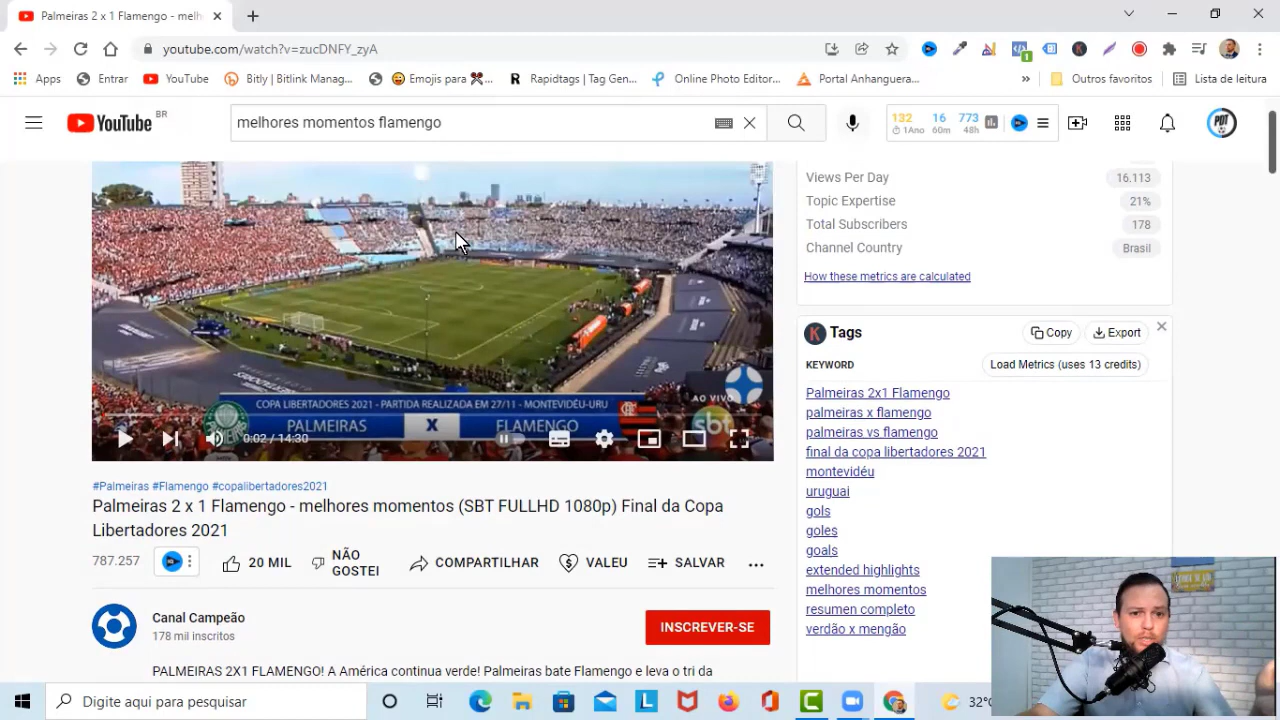 Palmeiras 2 x 1 Flamengo - melh
youtube.com/watch?v=zucDNFY_zyA
1
Apps
Entrar
YouTube
Bitly | Bitlink Manag...
Emojis para
Rapidtags | Tag Gen...
Online Photo Editor...
Portal Anhanguera...
»
Outros favoritos
Lista de leitura
YouTube BR
melhores momentos flamengo
132 16 773
1Ano 60m 48h
PDT
Views Per Day 16.113
Topic Expertise 21%
Total Subscribers 178
Channel Country Brasil
How these metrics are calculated
K Tags Copy Export
KEYWORD Load Metrics (uses 13 credits)
Palmeiras 2x1 Flamengo
palmeiras x flamengo
palmeiras vs flamengo
final da copa libertadores 2021
montevidéu
uruguai
gols
goles
goals
extended highlights
melhores momentos
resumen completo
verdão x mengão
AO VIVO
COPA LIBERTADORES 2021 - PARTIDA REALIZADA EM 27/11 - MONTEVIDÉU-URU
PALMEIRAS X FLAMENGO
sbt
0:02 / 14:30
#Palmeiras #Flamengo #copalibertadores2021
Palmeiras 2 x 1 Flamengo - melhores momentos (SBT FULLHD 1080p) Final da Copa
Libertadores 2021
787.257
20 MIL
NÃO
GOSTEI
COMPARTILHAR
VALEU
SALVAR
Canal Campeão
178 mil inscritos
INSCREVER-SE
PALMEIRAS 2X1 FLAMENGO! A América continua verde! Palmeiras bate Flamengo e leva o tri da
Digite aqui para pesquisar
32°